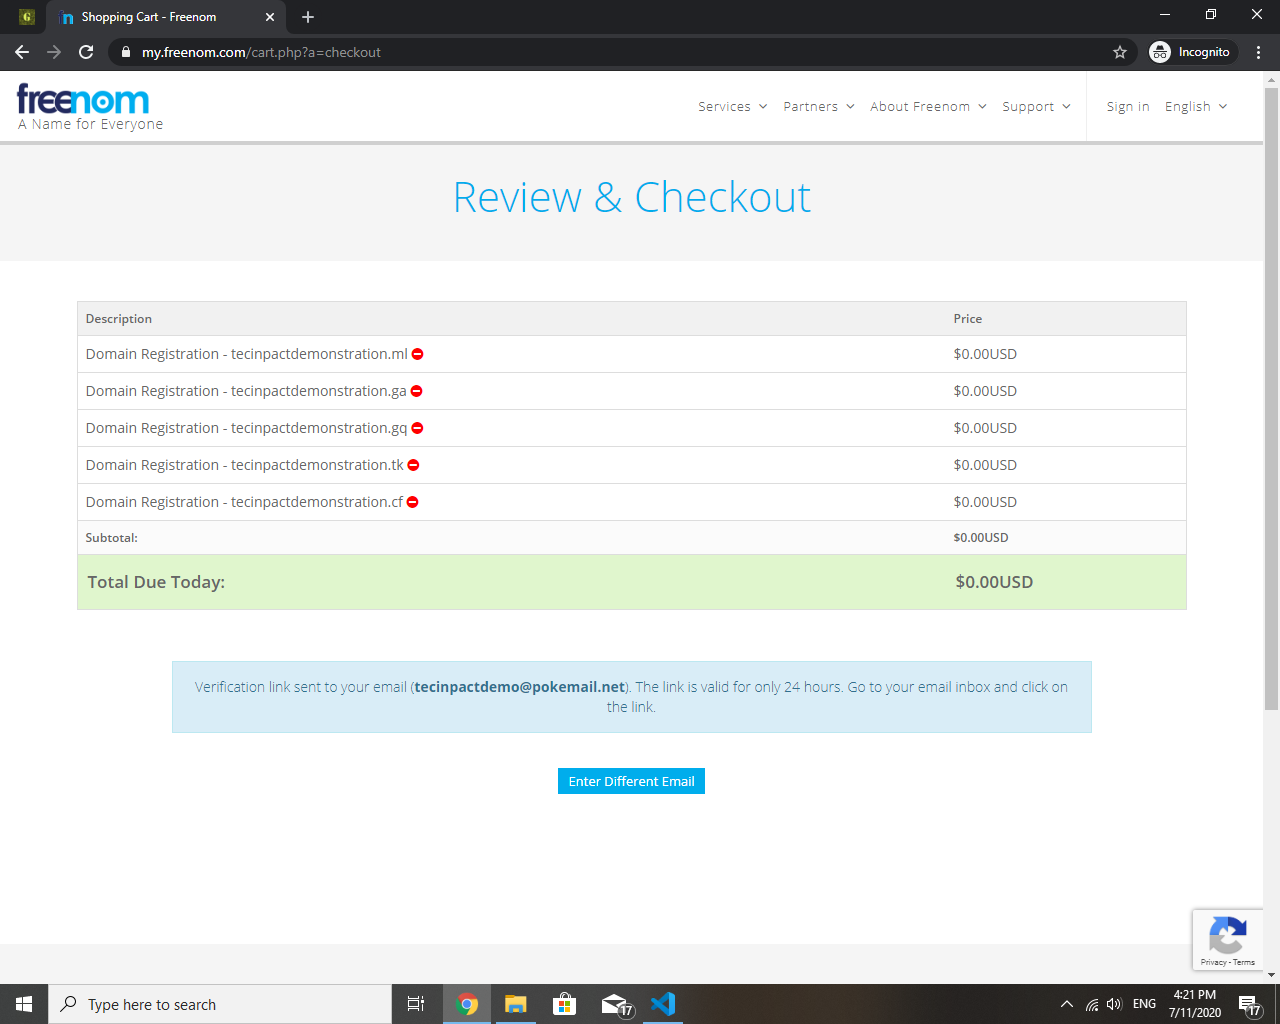 G
n Shopping Cart - Freenom
my.freenom.com/cart.php?a=checkout
Incognito
freenom
A Name for Everyone
Services
Partners
About Freenom
Support
Sign in
English
Review & Checkout
Description Price
Domain Registration - tecinpactdemonstration.ml $0.00USD
Domain Registration - tecinpactdemonstration.ga $0.00USD
Domain Registration - tecinpactdemonstration.gq $0.00USD
Domain Registration - tecinpactdemonstration.tk $0.00USD
Domain Registration - tecinpactdemonstration.cf $0.00USD
Subtotal: $0.00USD
Total Due Today: $0.00USD
Verification link sent to your email (tecinpactdemo@pokemail.net). The link is valid for only 24 hours. Go to your email inbox and click on
the link.
Enter Different Email
Privacy - Terms
Type here to search
17
ENG
4:21 PM
7/11/2020
17